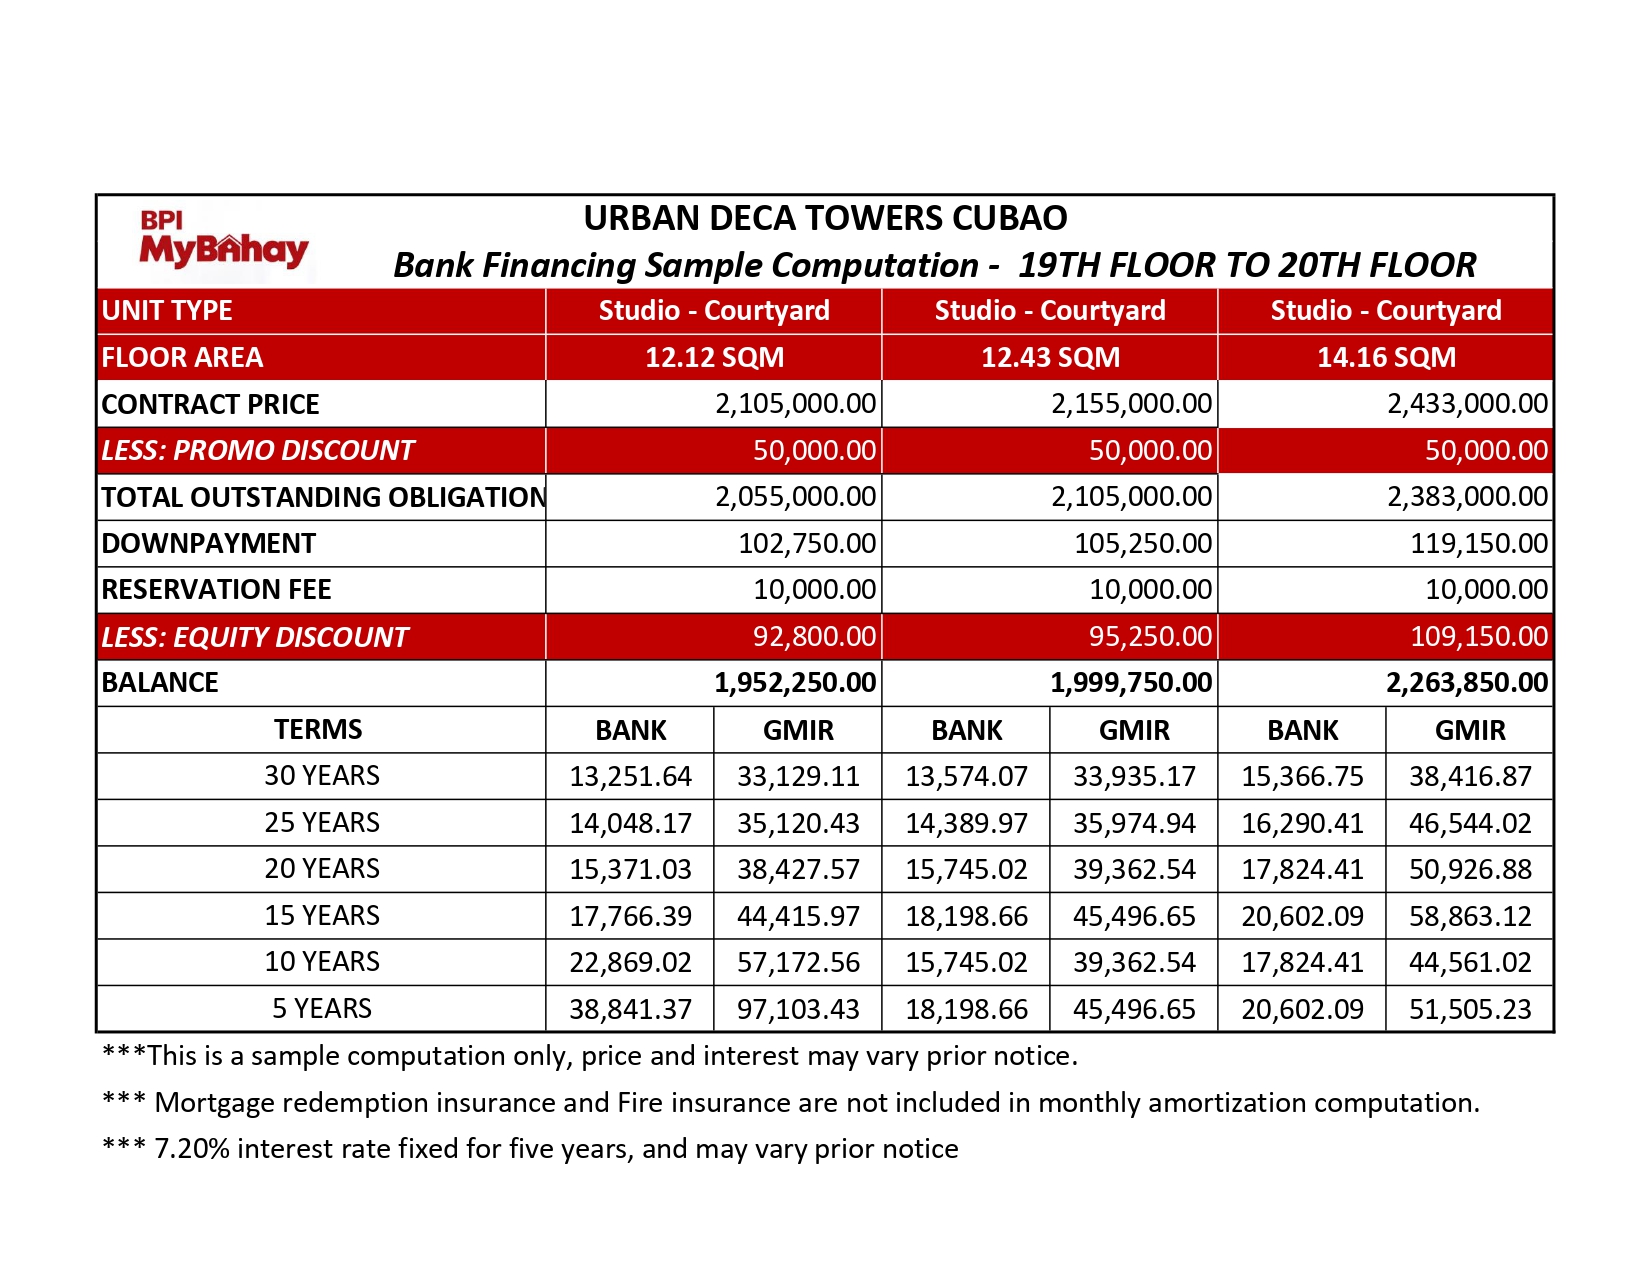 BPI
MyBahay
URBAN DECA TOWERS CUBAO
Bank Financing Sample Computation - 19TH FLOOR TO 20TH FLOOR
UNIT TYPE Studio - Courtyard Studio - Courtyard Studio - Courtyard
FLOOR AREA 12.12 SQM 12.43 SQM 14.16 SQM
CONTRACT PRICE 2,105,000.00 2,155,000.00 2,433,000.00
LESS: PROMO DISCOUNT 50,000.00 50,000.00 50,000.00
TOTAL OUTSTANDING OBLIGATION 2,055,000.00 2,105,000.00 2,383,000.00
DOWNPAYMENT 102,750.00 105,250.00 119,150.00
RESERVATION FEE 10,000.00 10,000.00 10,000.00
LESS: EQUITY DISCOUNT 92,800.00 95,250.00 109,150.00
BALANCE 1,952,250.00 1,999,750.00 2,263,850.00
TERMS BANK GMIR BANK GMIR BANK GMIR
30 YEARS 13,251.64 33,129.11 13,574.07 33,935.17 15,366.75 38,416.87
25 YEARS 14,048.17 35,120.43 14,389.97 35,974.94 16,290.41 46,544.02
20 YEARS 15,371.03 38,427.57 15,745.02 39,362.54 17,824.41 50,926.88
15 YEARS 17,766.39 44,415.97 18,198.66 45,496.65 20,602.09 58,863.12
10 YEARS 22,869.02 57,172.56 15,745.02 39,362.54 17,824.41 44,561.02
5 YEARS 38,841.37 97,103.43 18,198.66 45,496.65 20,602.09 51,505.23
***This is a sample computation only, price and interest may vary prior notice.
*** Mortgage redemption insurance and Fire insurance are not included in monthly amortization computation.
*** 7.20% interest rate fixed for five years, and may vary prior notice